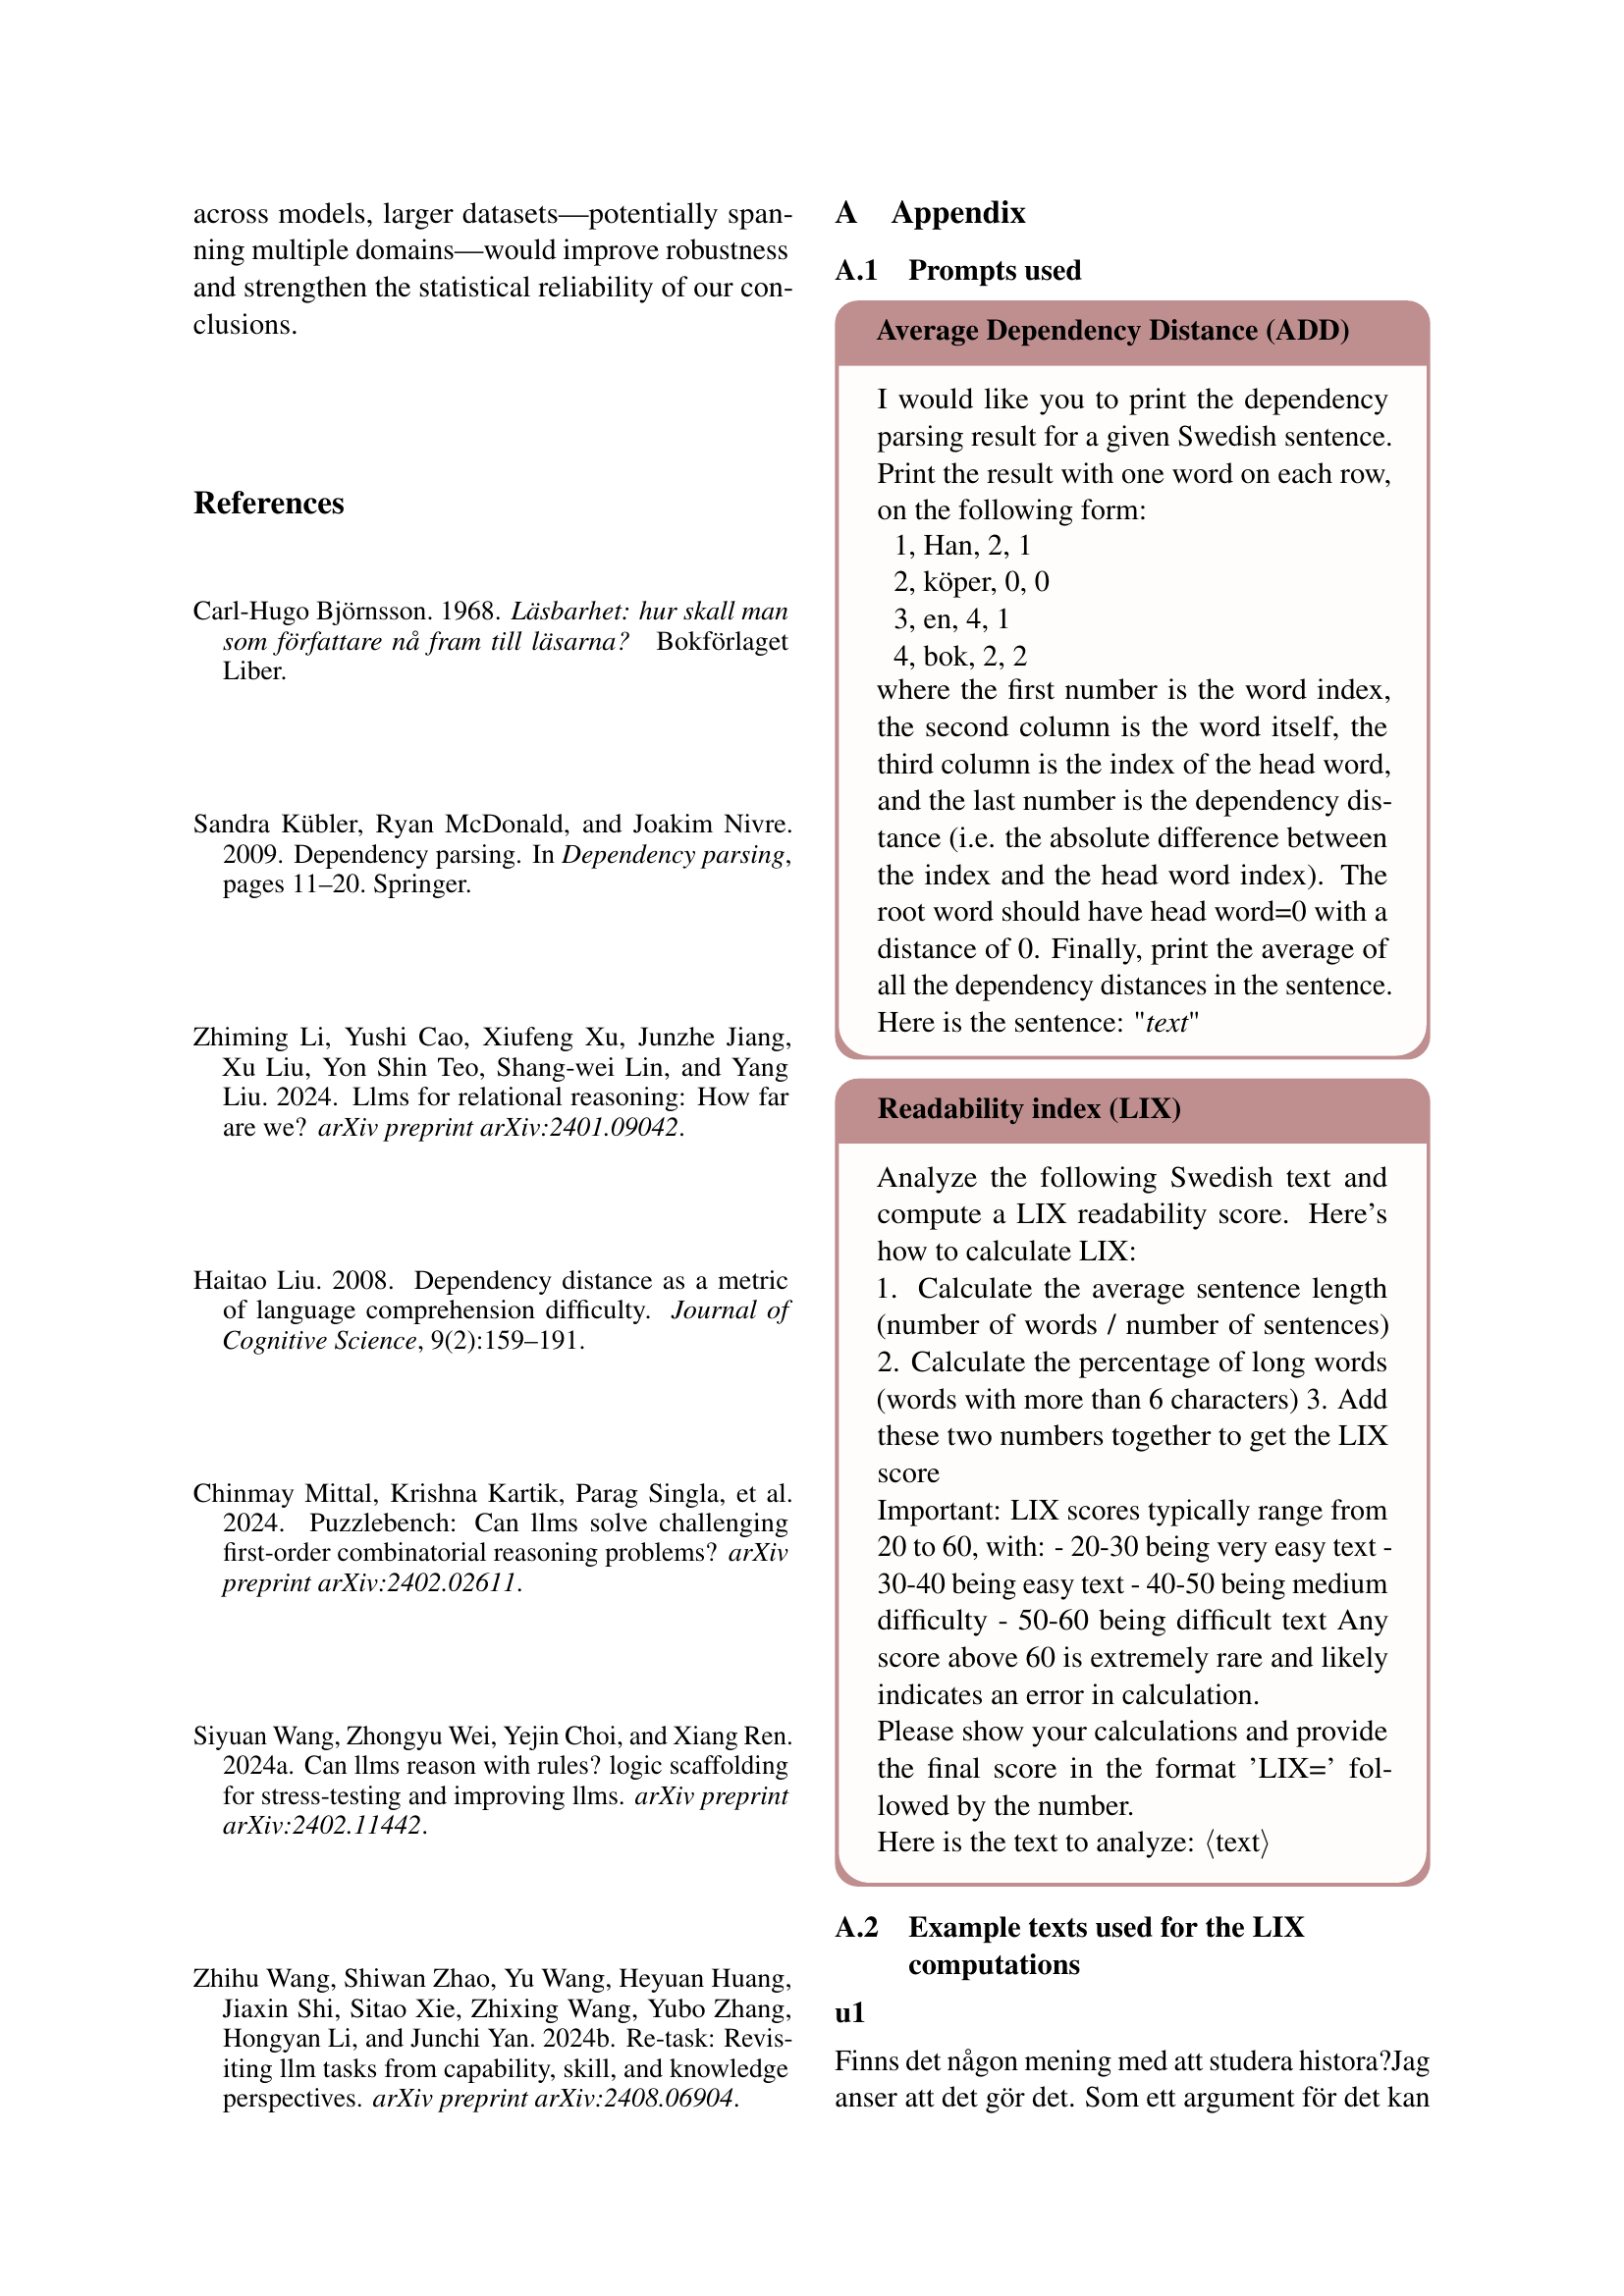 across models, larger datasets—potentially span-
ning multiple domains—would improve robustness
and strengthen the statistical reliability of our con-
clusions.
References
Carl-Hugo Björnsson. 1968. Läsbarhet: hur skall man
som författare nå fram till läsarna? Bokförlaget
Liber.
Sandra Kübler, Ryan McDonald, and Joakim Nivre.
2009. Dependency parsing. In Dependency parsing,
pages 11–20. Springer.
Zhiming Li, Yushi Cao, Xiufeng Xu, Junzhe Jiang,
Xu Liu, Yon Shin Teo, Shang-wei Lin, and Yang
Liu. 2024. Llms for relational reasoning: How far
are we? arXiv preprint arXiv:2401.09042.
Haitao Liu. 2008. Dependency distance as a metric
of language comprehension difficulty. Journal of
Cognitive Science, 9(2):159–191.
Chinmay Mittal, Krishna Kartik, Parag Singla, et al.
2024. Puzzlebench: Can llms solve challenging
first-order combinatorial reasoning problems? arXiv
preprint arXiv:2402.02611.
Siyuan Wang, Zhongyu Wei, Yejin Choi, and Xiang Ren.
2024a. Can llms reason with rules? logic scaffolding
for stress-testing and improving llms. arXiv preprint
arXiv:2402.11442.
Zhihu Wang, Shiwan Zhao, Yu Wang, Heyuan Huang,
Jiaxin Shi, Sitao Xie, Zhixing Wang, Yubo Zhang,
Hongyan Li, and Junchi Yan. 2024b. Re-task: Revis-
iting llm tasks from capability, skill, and knowledge
perspectives. arXiv preprint arXiv:2408.06904.
A Appendix
A.1 Prompts used
Average Dependency Distance (ADD)
I would like you to print the dependency
parsing result for a given Swedish sentence.
Print the result with one word on each row,
on the following form:
1, Han, 2, 1
2, köper, 0, 0
3, en, 4, 1
4, bok, 2, 2
where the first number is the word index,
the second column is the word itself, the
third column is the index of the head word,
and the last number is the dependency dis-
tance (i.e. the absolute difference between
the index and the head word index). The
root word should have head word=0 with a
distance of 0. Finally, print the average of
all the dependency distances in the sentence.
Here is the sentence: "text"
Readability index (LIX)
Analyze the following Swedish text and
compute a LIX readability score. Here's
how to calculate LIX:
1. Calculate the average sentence length
(number of words / number of sentences)
2. Calculate the percentage of long words
(words with more than 6 characters) 3. Add
these two numbers together to get the LIX
score
Important: LIX scores typically range from
20 to 60, with: - 20-30 being very easy text -
30-40 being easy text - 40-50 being medium
difficulty - 50-60 being difficult text Any
score above 60 is extremely rare and likely
indicates an error in calculation.
Please show your calculations and provide
the final score in the format ’LIX=’ fol-
lowed by the number.
Here is the text to analyze: ⟨text⟩
A.2 Example texts used for the LIX
computations
u1
Finns det någon mening med att studera histora?Jag
anser att det gör det. Som ett argument för det kan